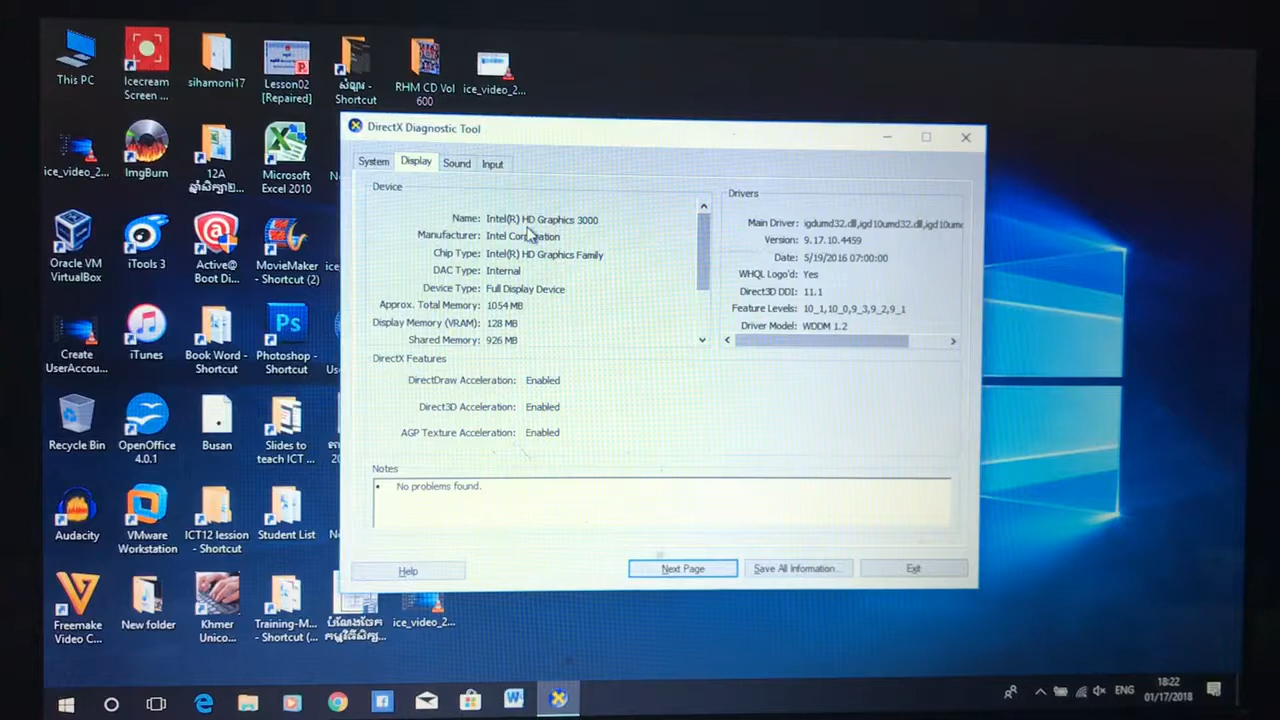 This PC
Icecream
Screen ...
sihamoni17
Lesson02
[Repaired]
សំណួរ -
Shortcut
RHM CD Vol
600
ice_video_2...
ice_video_2...
ImgBurn
12A
Microsoft
Excel 2010
Oracle VM
VirtualBox
iTools 3
Active@
Boot Di...
MovieMaker
- Shortcut (2)
Create
UserAccou...
iTunes
Book Word -
Shortcut
Ps
Photoshop -
Shortcut
Recycle Bin
OpenOffice
4.0.1
Busan
Slides to
teach ICT ...
Audacity
VMware
Workstation
ICT12 lession
- Shortcut
Student List
Freemake
Video C...
New folder
Khmer
Unico...
Training-M...
- Shortcut (...
ice_video_2...
DirectX Diagnostic Tool
System
Display
Sound
Input
Device
Name: Intel(R) HD Graphics 3000
Manufacturer: Intel Corporation
Chip Type: Intel(R) HD Graphics Family
DAC Type: Internal
Device Type: Full Display Device
Approx. Total Memory: 1054 MB
Display Memory (VRAM): 128 MB
Shared Memory: 926 MB
Drivers
Main Driver: igdumd32.dll,igd10umd32.dll,igd10umd
Version: 9.17.10.4459
Date: 5/19/2016 07:00:00
WHQL Logo'd: Yes
Direct3D DDI: 11.1
Feature Levels: 10_1,10_0,9_3,9_2,9_1
Driver Model: WDDM 1.2
DirectX Features
DirectDraw Acceleration: Enabled
Direct3D Acceleration: Enabled
AGP Texture Acceleration: Enabled
Notes
No problems found.
Help
Next Page
Save All Information...
Exit
ENG
18:22
01/17/2018